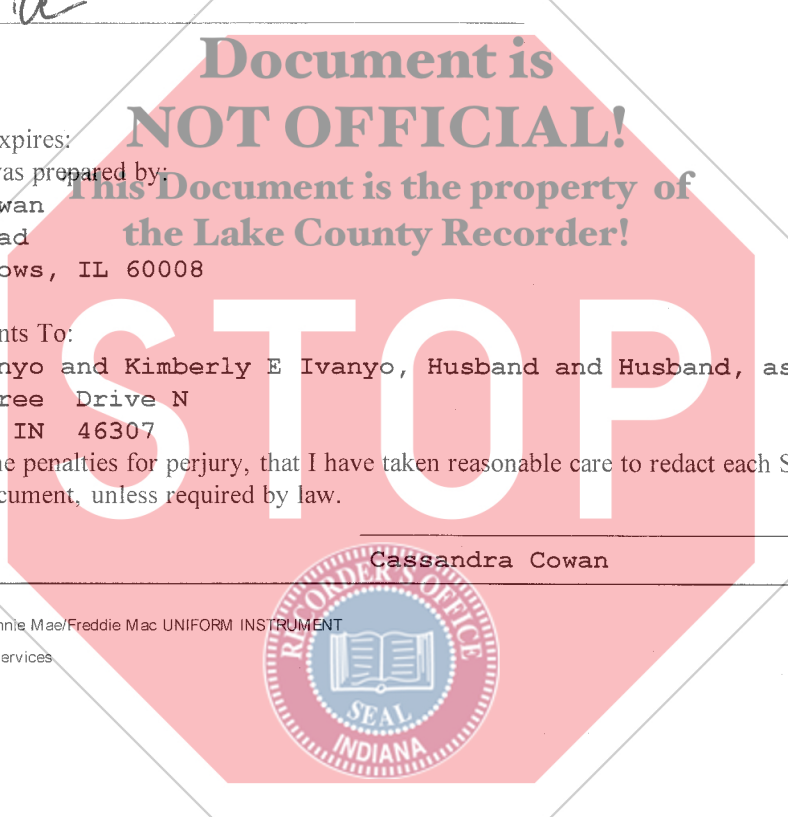 Document is
NOT OFFICIAL!
This Document is the property of
the Lake County Recorder!
STOP
xpires:
as prepared by:
wan
ad
ows, IL 60008
nts To:
nyo and Kimberly E Ivanyo, Husband and Husband, as
ree Drive N
IN 46307
e penalties for perjury, that I have taken reasonable care to redact each S
cument, unless required by law.
Cassandra Cowan
nnie Mae/Freddie Mac UNIFORM INSTRUMENT
ervices
RECORDER'S OFFICE
SEAL
INDIANA